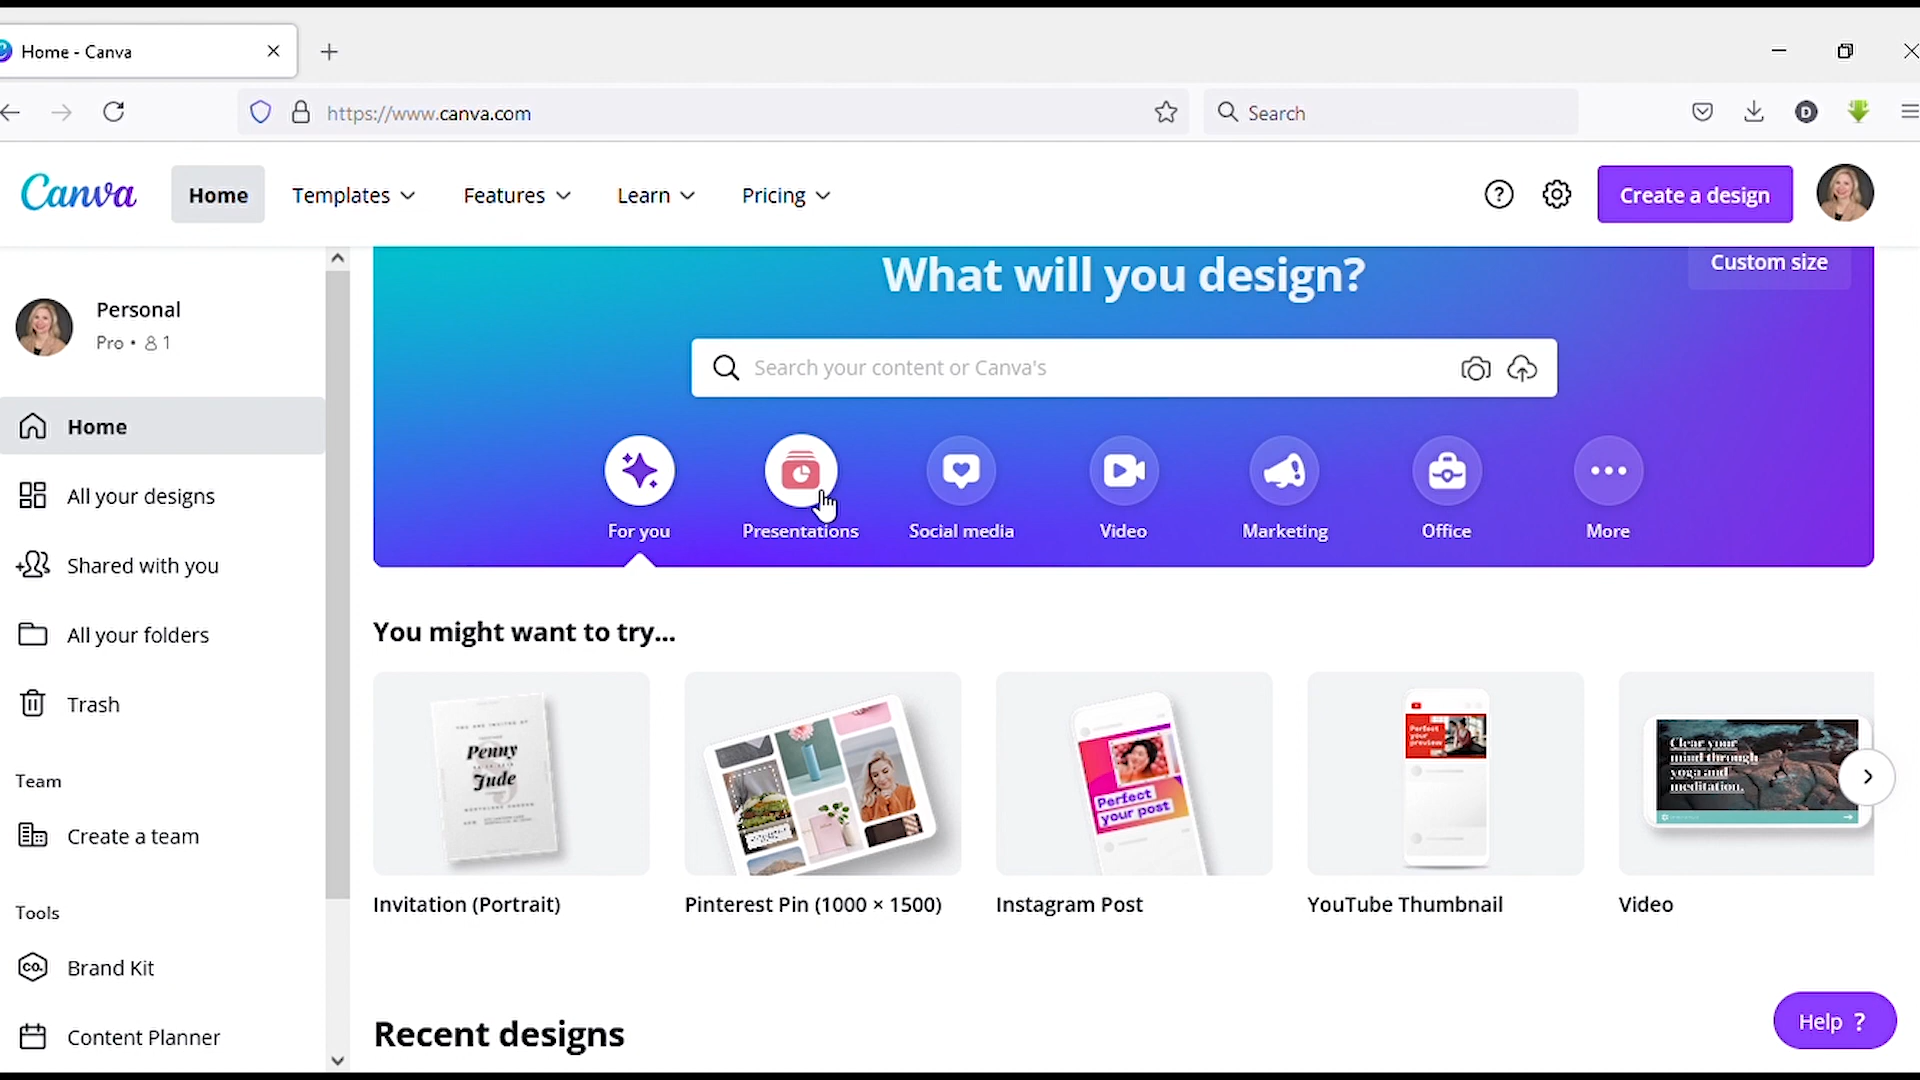 Home - Canva
https://www.canva.com
Search
D
Canva
Home
Templates
Features
Learn
Pricing
?
Create a design
Personal
Pro • 1
Home
All your designs
Shared with you
All your folders
Trash
Team
Create a team
Tools
CO.
Brand Kit
Content Planner
What will you design?
Custom size
Search your content or Canva's
For you
Presentations
Social media
Video
Marketing
Office
More
You might want to try...
Penny
Jude
Perfect
your post
Perfect
your
preview
Clear your
mind through
yoga and
meditation.
Invitation (Portrait)
Pinterest Pin (1000 × 1500)
Instagram Post
YouTube Thumbnail
Video
Recent designs
Help ?